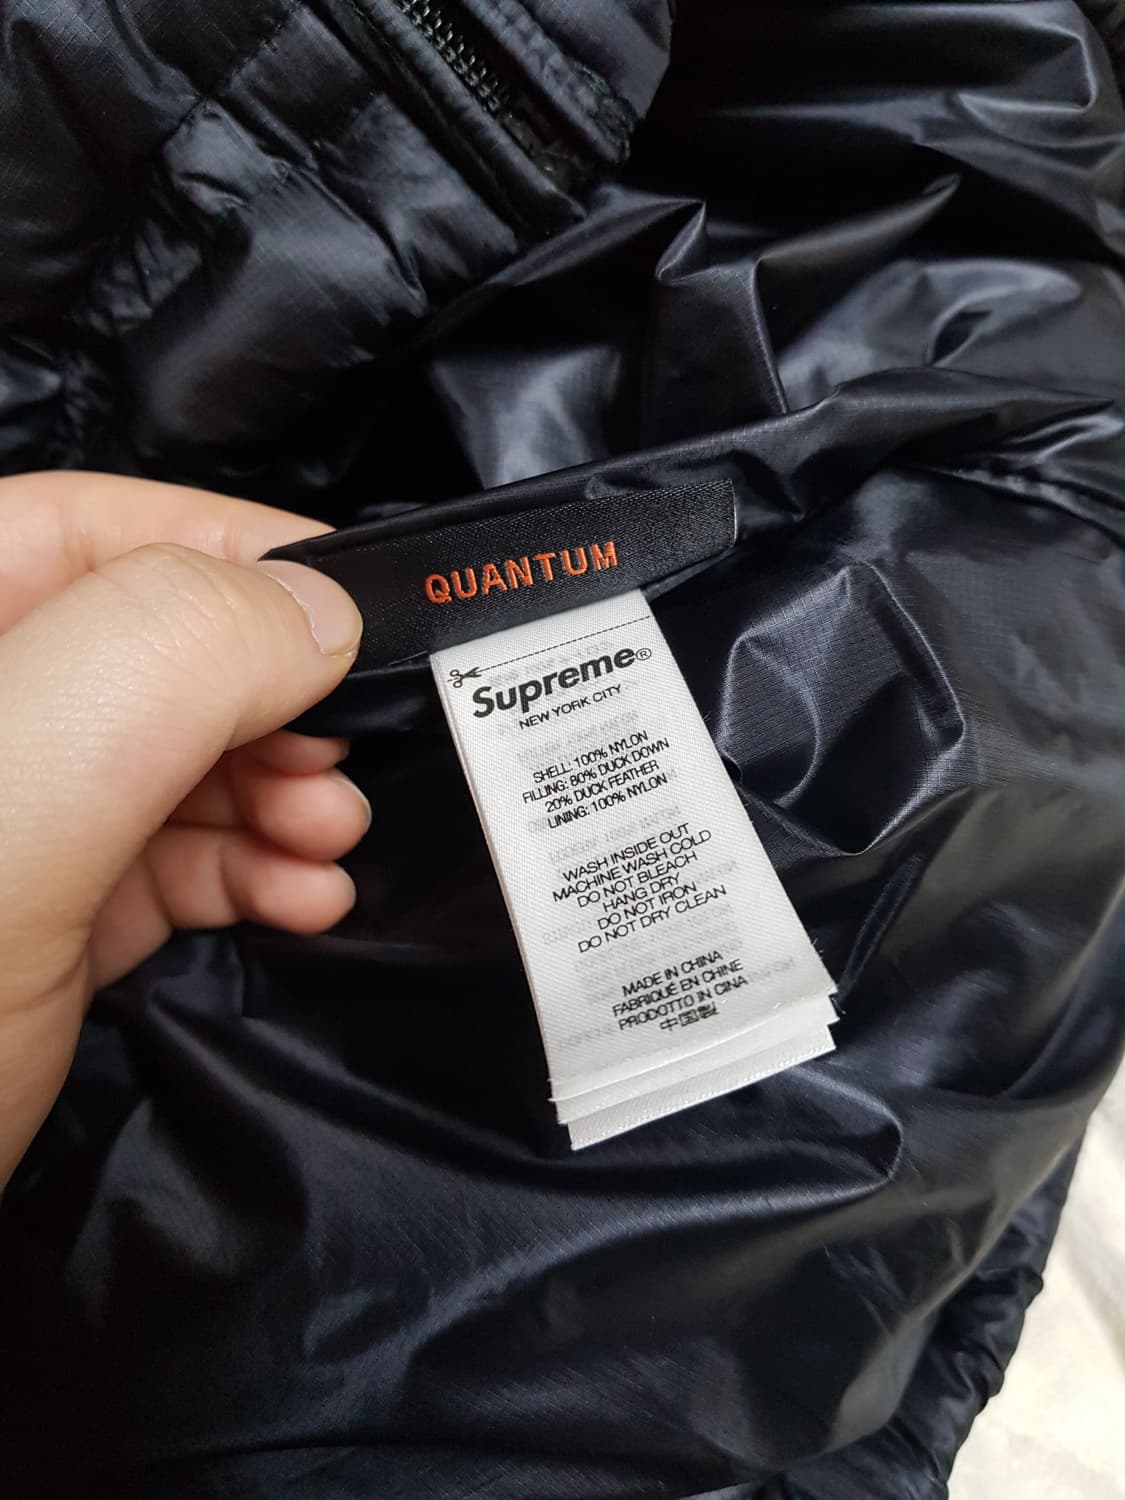 QUANTUM
Supreme®
NEW YORK CITY
SHELL: 100% NYLON
FILLING: 80% DUCK DOWN
20% DUCK FEATHER
LINING: 100% NYLON
WASH INSIDE OUT
MACHINE WASH COLD
DO NOT BLEACH
HANG DRY
DO NOT IRON
DO NOT DRY CLEAN
MADE IN CHINA
FABRIQUÉ EN CHINE
PRODOTTO IN CINA
中国製